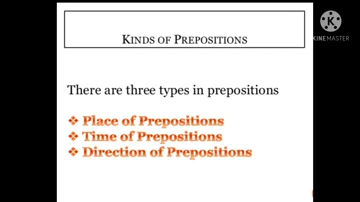 KINDS OF PREPOSITIONS
KINEMASTER
There are three types in prepositions
❖ Place of Prepositions
❖ Time of Prepositions
❖ Direction of Prepositions